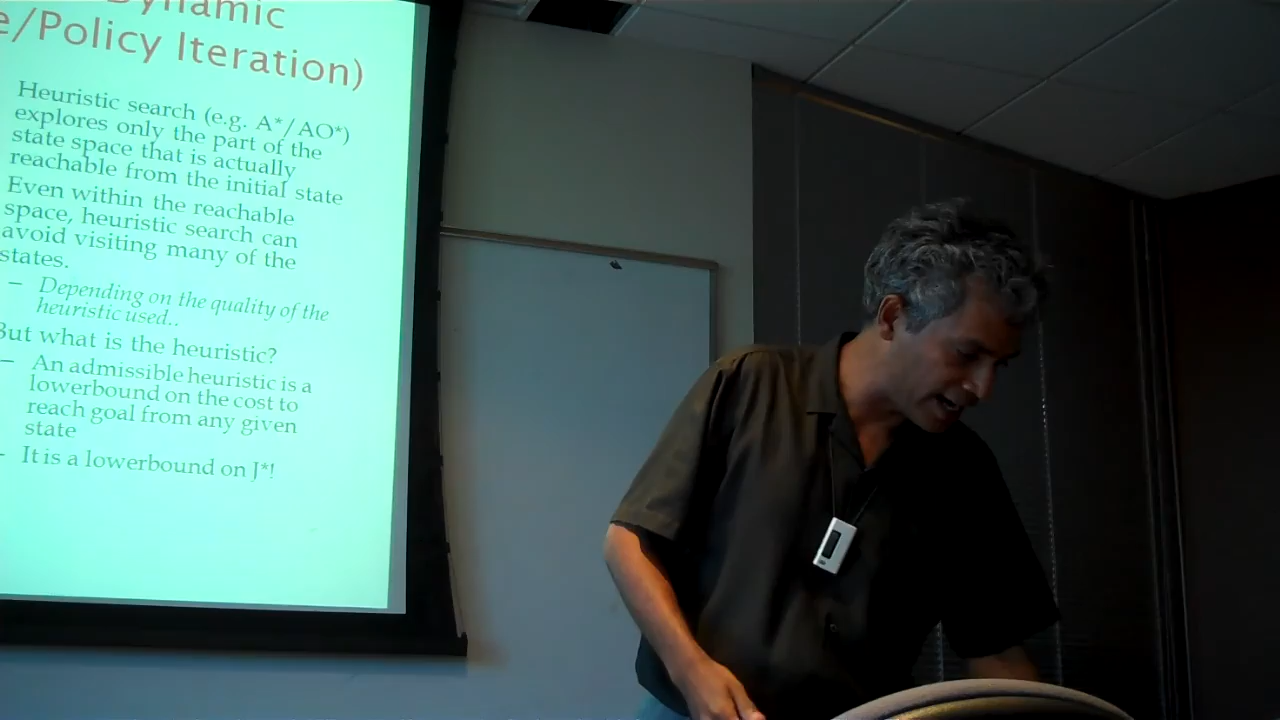 Dynamic
e/Policy Iteration)
Heuristic search (e.g. A*/AO*)
explores only the part of the
state space that is actually
reachable from the initial state
Even within the reachable
space, heuristic search can
avoid visiting many of the
states.
– Depending on the quality of the
heuristic used..
But what is the heuristic?
– An admissible heuristic is a
lowerbound on the cost to
reach goal from any given
state
– It is a lowerbound on J*!